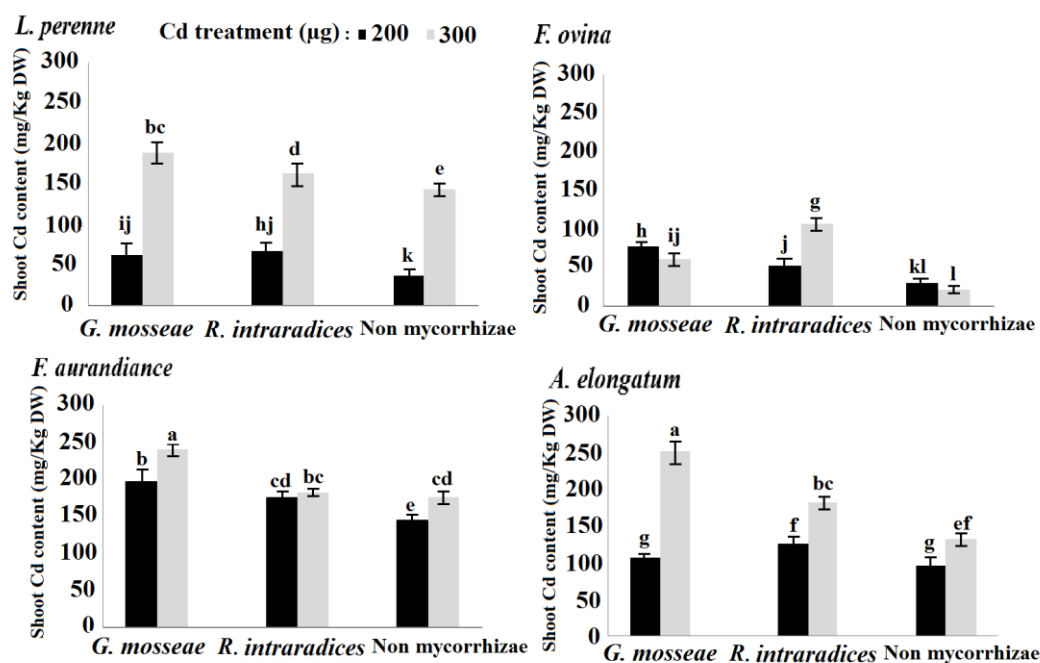 L. perenne
Cd treatment (µg) : 200 300
Shoot Cd content (mg/Kg DW)
300
250
200
150
100
50
0
bc
d
e
ij
hj
k
G. mosseae R. intraradices Non mycorrhizae
F. ovina
Shoot Cd content (mg/Kg DW)
300
250
200
150
100
50
0
h
ij
j
g
kl
l
G. mosseae R. intraradices Non mycorrhizae
F. aurandiance
Shoot Cd content (mg/Kg DW)
300
250
200
150
100
50
0
b
a
cd
bc
e
cd
G. mosseae R. intraradices Non mycorrhizae
A. elongatum
Shoot Cd content (mg/Kg DW)
300
250
200
150
100
50
0
g
a
f
bc
g
ef
G. mosseae R. intraradices Non mycorrhizae